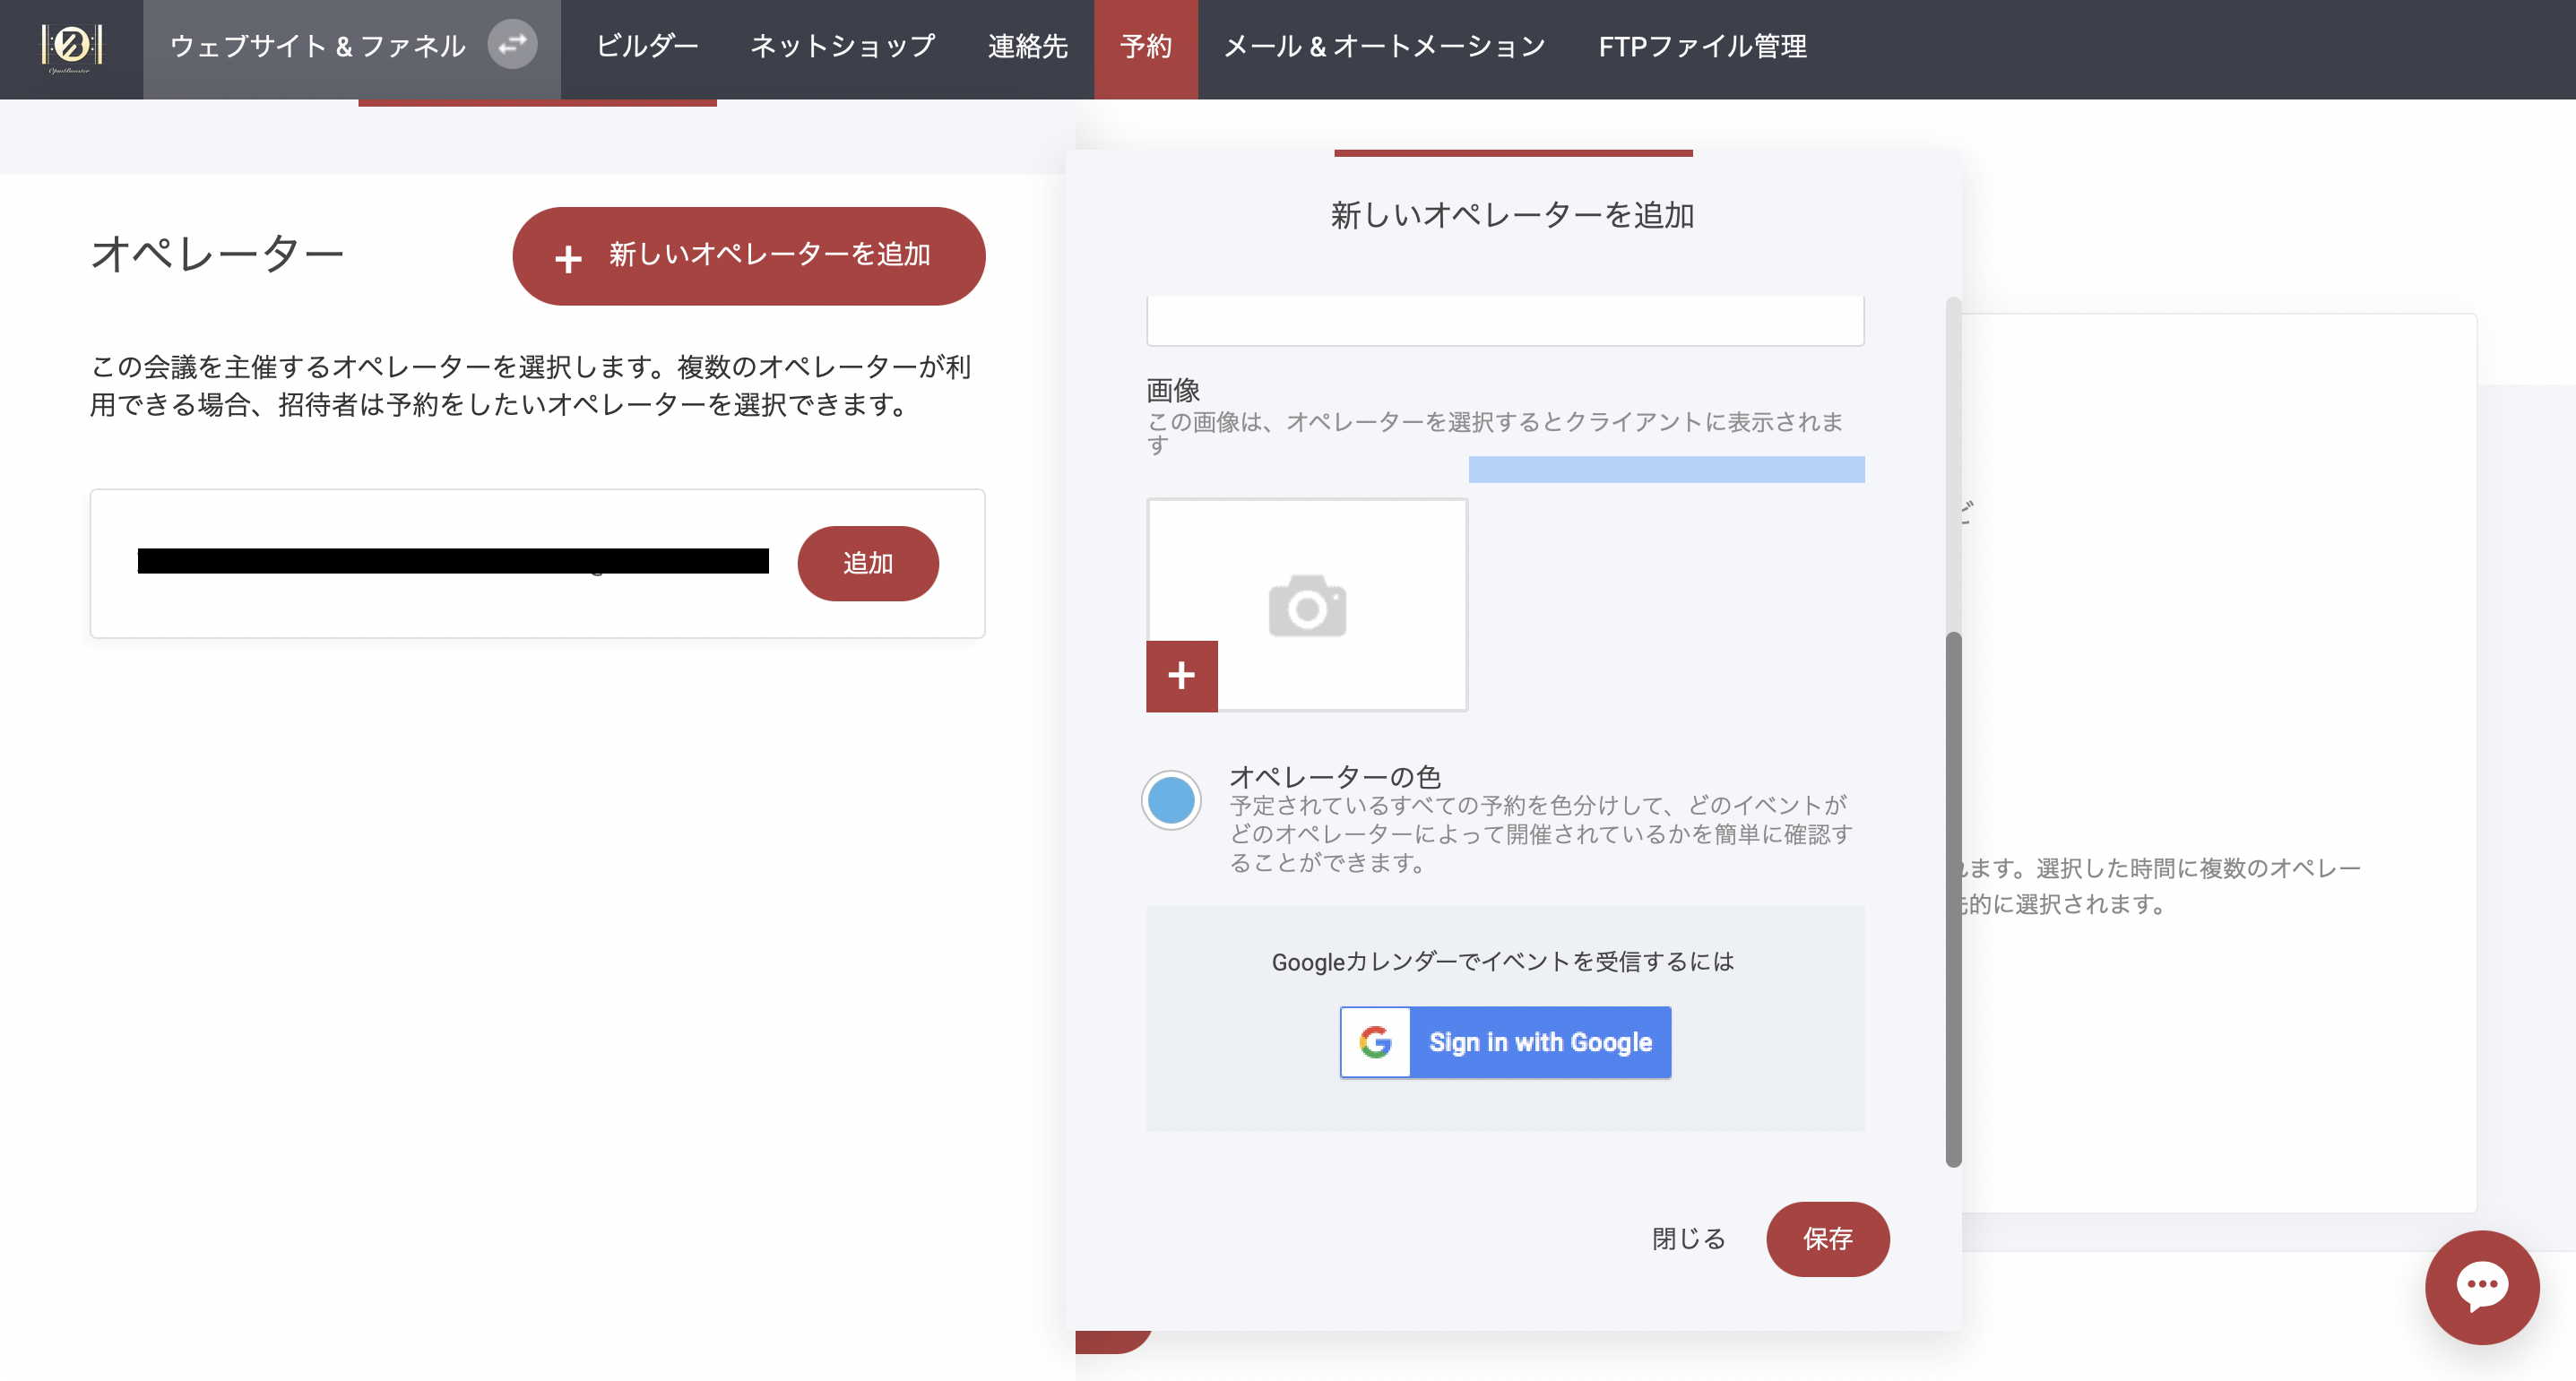 OpusBooster
ウェブサイト & ファネル
ビルダー
ネットショップ
連絡先
予約
メール & オートメーション
FTPファイル管理
オペレーター
新しいオペレーターを追加
この会議を主催するオペレーターを選択します。複数のオペレーターが利
用できる場合、招待者は予約をしたいオペレーターを選択できます。
追加
新しいオペレーターを追加
画像
この画像は、オペレーターを選択するとクライアントに表示されま
す
オペレーターの色
予定されているすべての予約を色分けして、どのイベントが
どのオペレーターによって開催されているかを簡単に確認す
ることができます。
Googleカレンダーでイベントを受信するには
Sign in with Google
閉じる
保存
ます。選択した時間に複数のオペレー
的に選択されます。